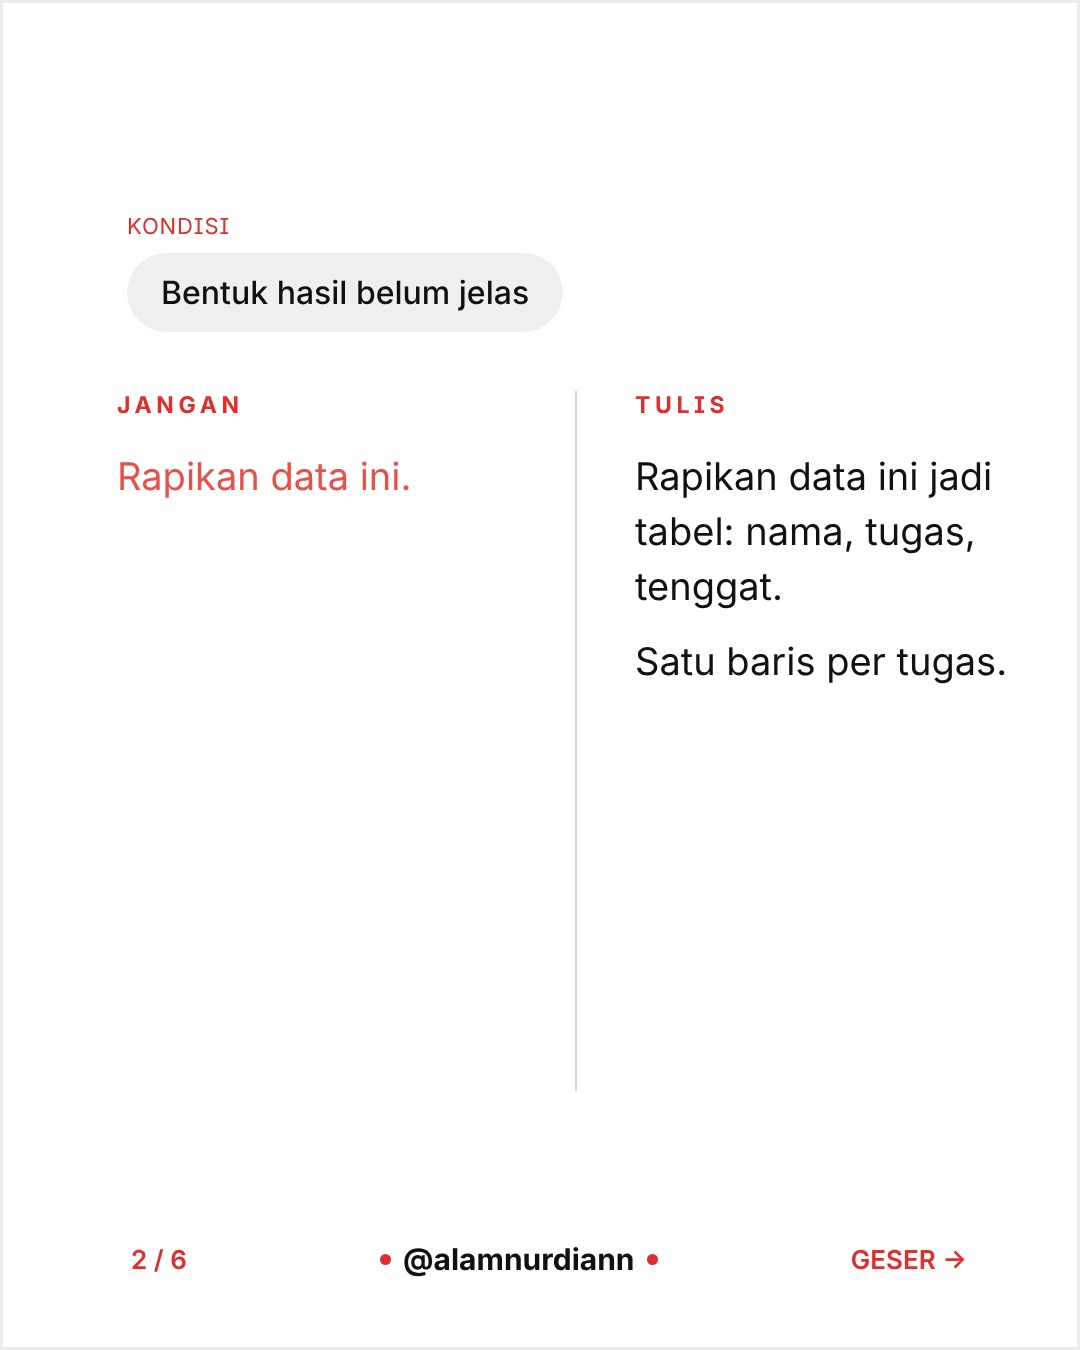 KONDISI
Bentuk hasil belum jelas
JANGAN
Rapikan data ini.
TULIS
Rapikan data ini jadi
tabel: nama, tugas,
tenggat.
Satu baris per tugas.
2 / 6
• @alamnurdiann •
GESER →